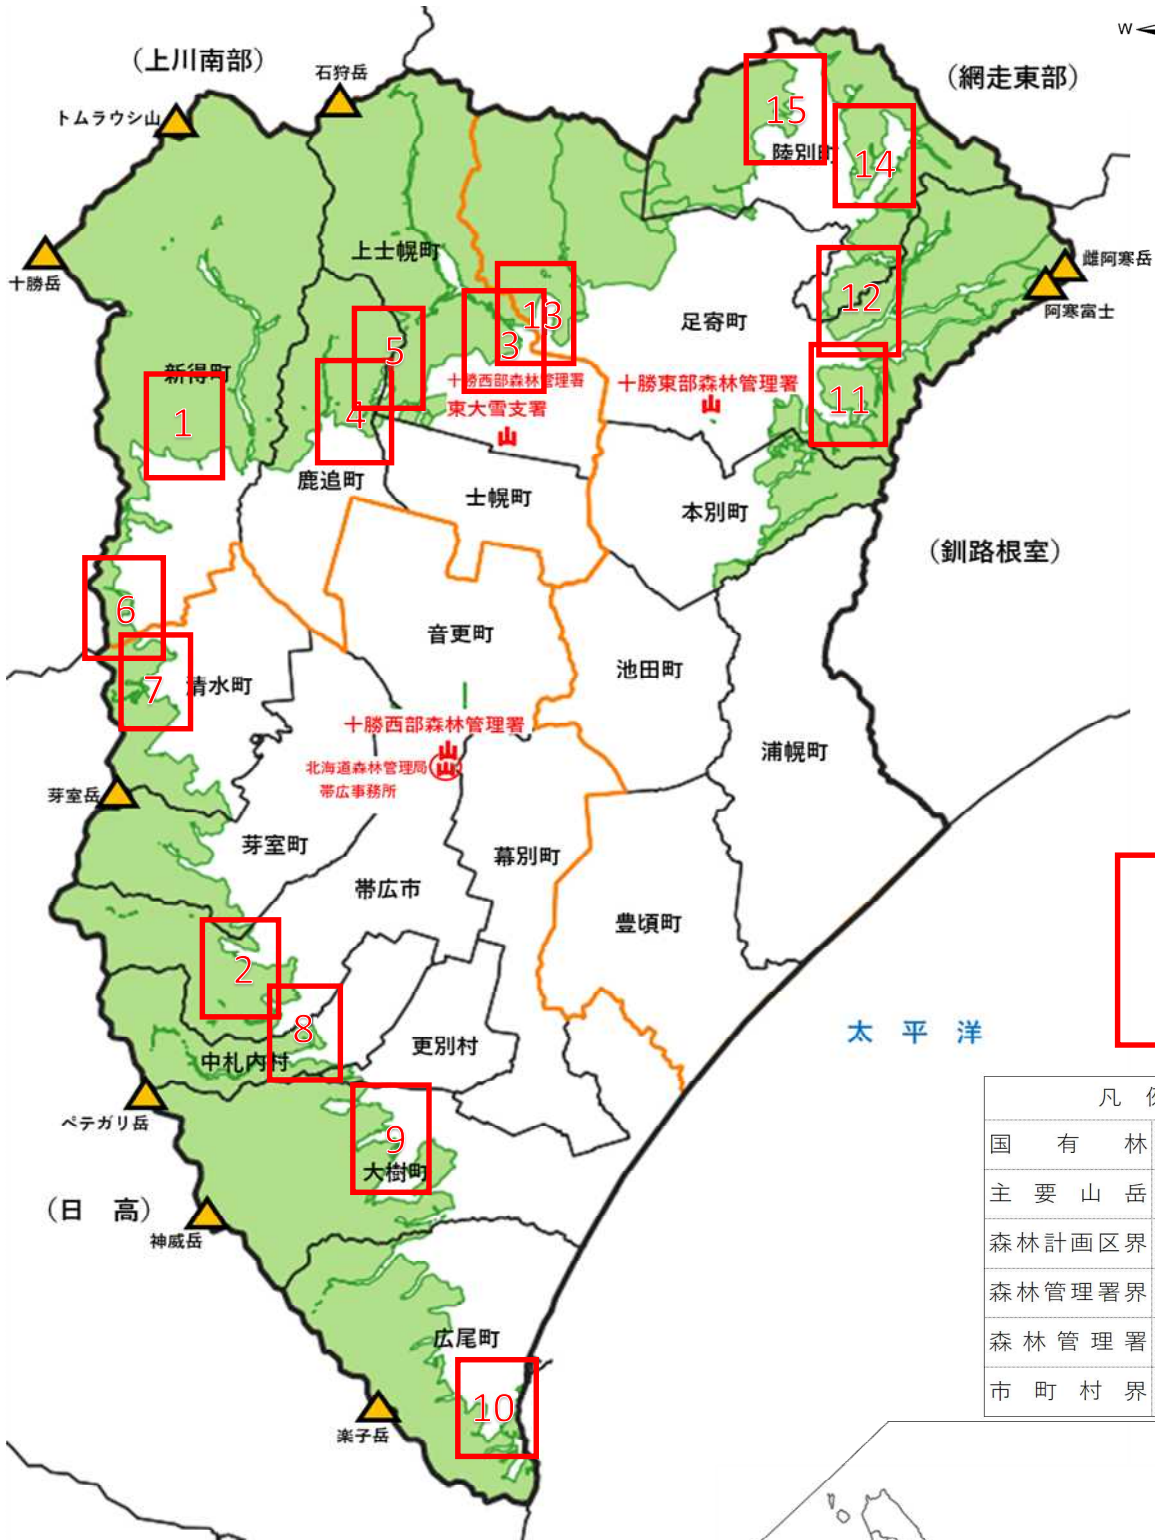 W
(上川南部)
石狩岳
(網走東部)
トムラウシ山
15
陸別町
14
上士幌町
雌阿寒岳
十勝岳
阿寒富士
12
13
足寄町
3
5
新得町
十勝西部森林管理署
十勝東部森林管理署
東大雪支署
11
1
4
鹿追町
士幌町
本別町
(釧路根室)
6
音更町
池田町
7
清水町
十勝西部森林管理署
浦幌町
北海道森林管理局
帯広事務所
芽室岳
芽室町
幕別町
帯広市
豊頃町
2
8
更別村
太平洋
中札内村
ペテガリ岳
凡
9
大樹町
国有林
主要山岳
(日 高)
神威岳
森林計画区界
森林管理署界
広尾町
森林管理署
市町村界
10
楽子岳